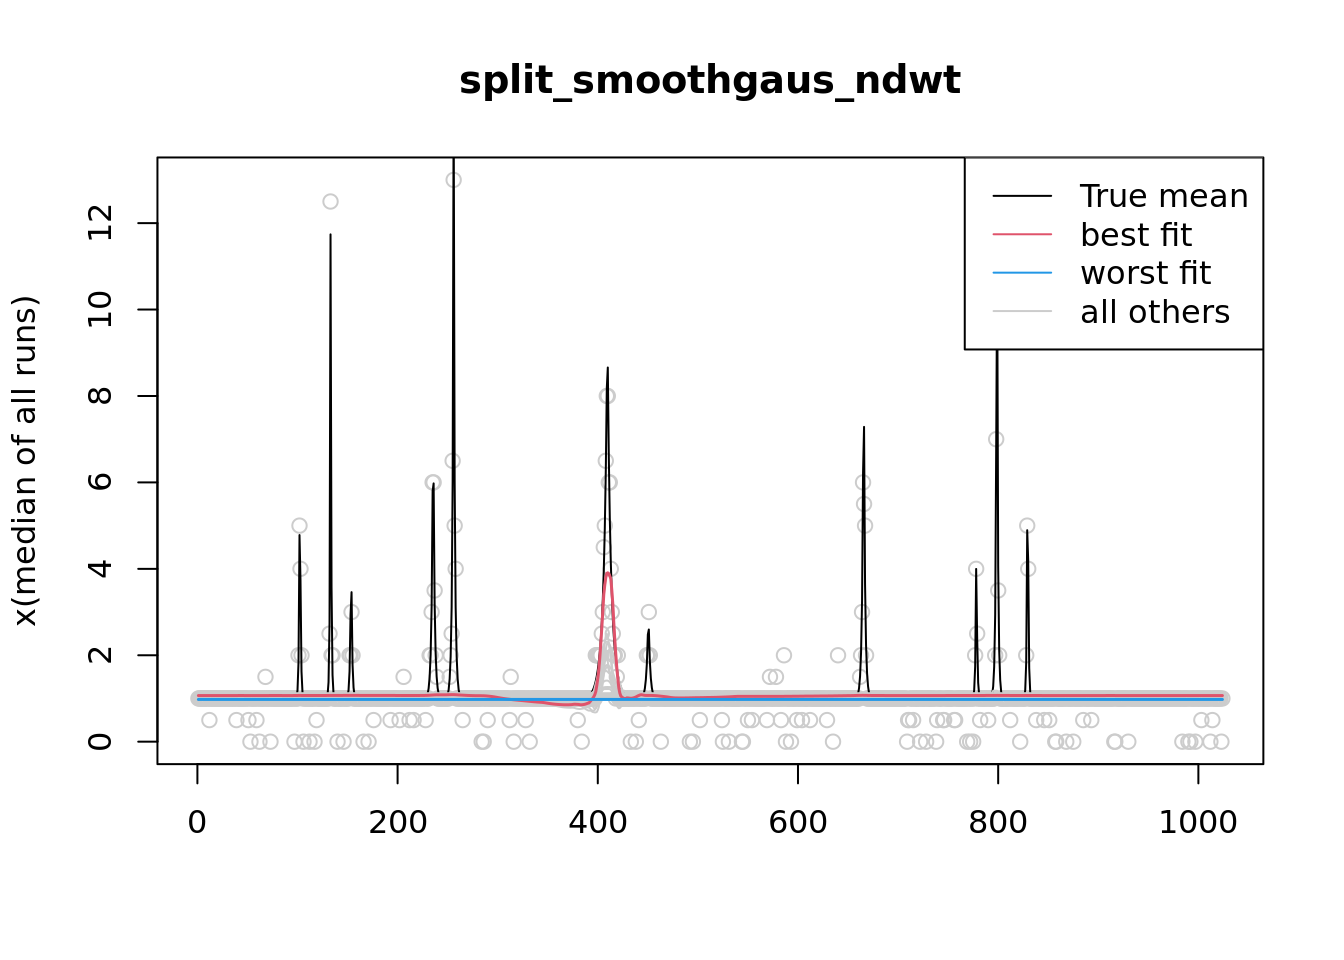 split_smoothgaus_ndwt
True mean
best fit
worst fit
all others
x(median of all runs)
12
10
8
6
4
2
0
0 200 400 600 800 1000